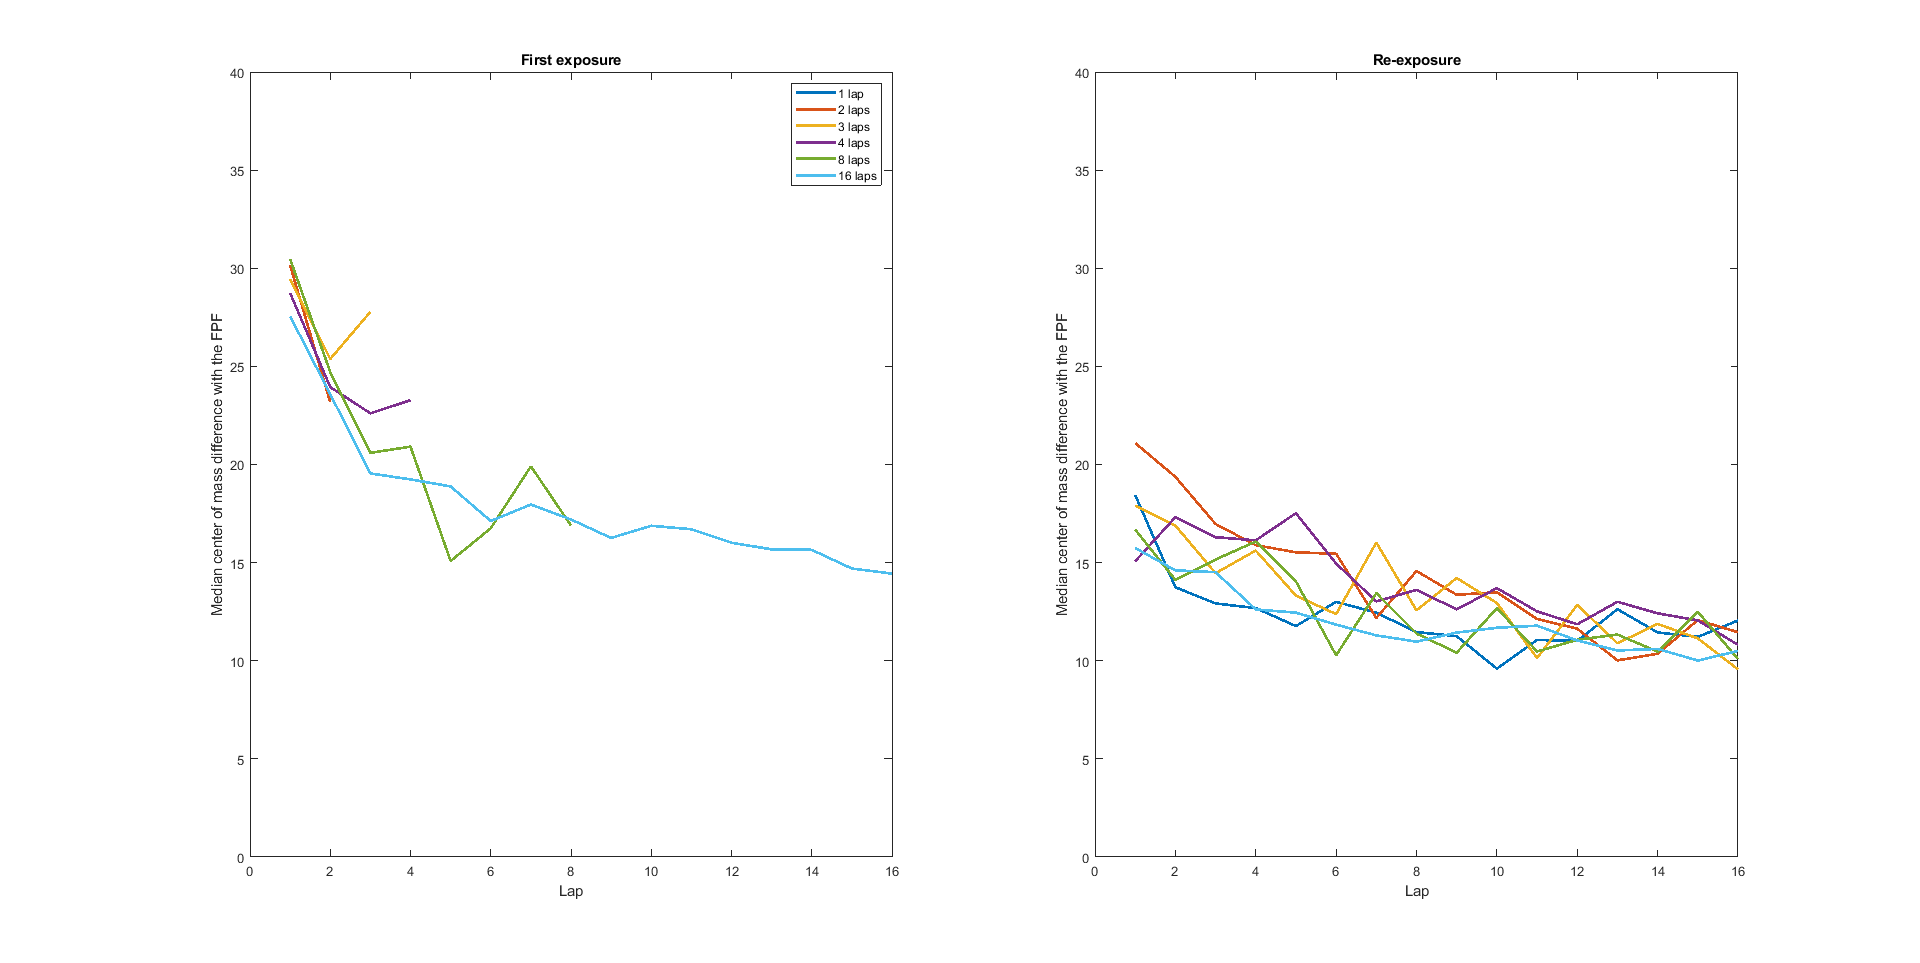 First exposure
Median center of mass difference with the FPF
40
35
30
25
20
15
10
5
0
0 2 4 6 8 10 12 14 16
Lap
1 lap
2 laps
3 laps
4 laps
8 laps
16 laps
Re-exposure
Median center of mass difference with the FPF
40
35
30
25
20
15
10
5
0
0 2 4 6 8 10 12 14 16
Lap